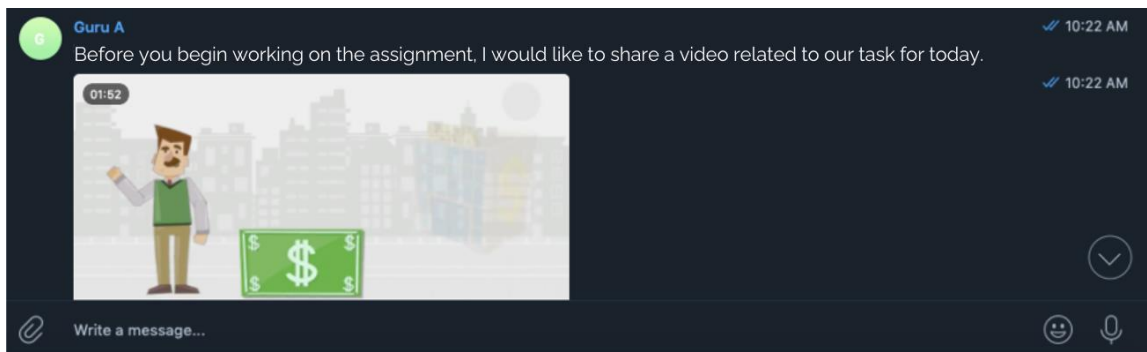 G
Guru A
10:22 AM
Before you begin working on the assignment, I would like to share a video related to our task for today.
10:22 AM
01:52
$ $
$
$ $
Write a message...